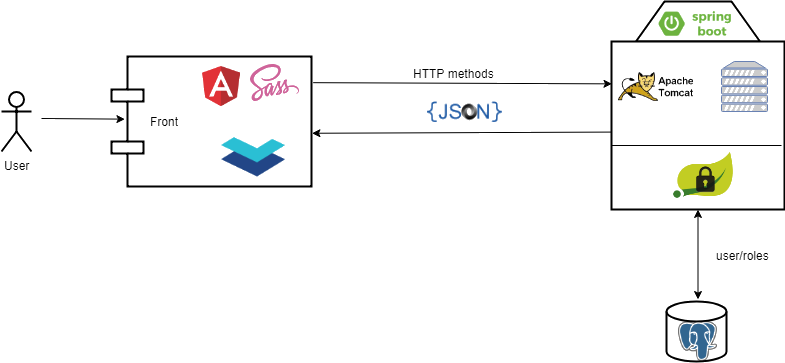 spring
boot
HTTP methods
Sass
Apache
Tomcat
{JSON}
Front
User
user/roles